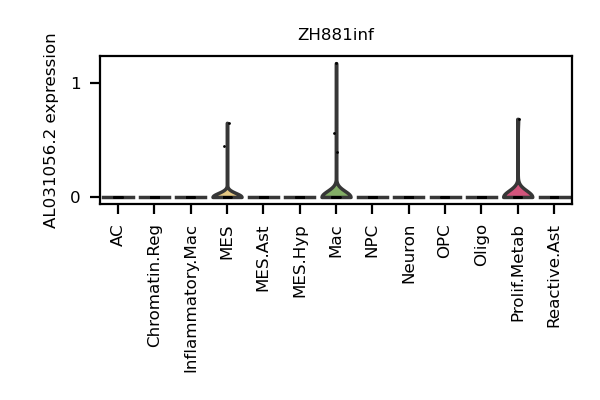 ZH881inf
AL031056.2 expression
1
0
AC
Chromatin.Reg
Inflammatory.Mac
MES
MES.Ast
MES.Hyp
Mac
NPC
Neuron
OPC
Oligo
Prolif.Metab
Reactive.Ast